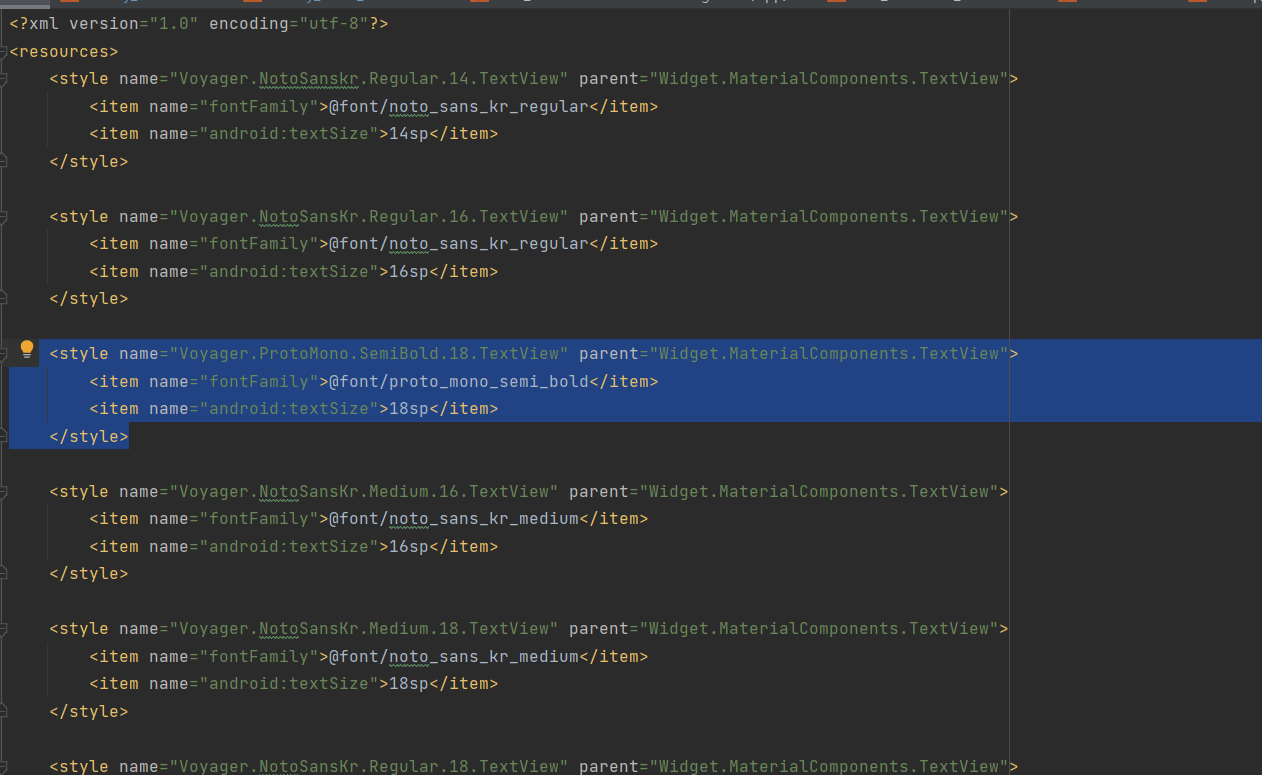 <?xml version="1.0" encoding="utf-8"?>
<resources>
    <style name="Voyager.NotoSanskr.Regular.14.TextView" parent="Widget.MaterialComponents.TextView">
        <item name="fontFamily">@font/noto_sans_kr_regular</item>
        <item name="android:textSize">14sp</item>
    </style>

    <style name="Voyager.NotoSansKr.Regular.16.TextView" parent="Widget.MaterialComponents.TextView">
        <item name="fontFamily">@font/noto_sans_kr_regular</item>
        <item name="android:textSize">16sp</item>
    </style>

    <style name="Voyager.ProtoMono.SemiBold.18.TextView" parent="Widget.MaterialComponents.TextView">
        <item name="fontFamily">@font/proto_mono_semi_bold</item>
        <item name="android:textSize">18sp</item>
    </style>

    <style name="Voyager.NotoSansKr.Medium.16.TextView" parent="Widget.MaterialComponents.TextView">
        <item name="fontFamily">@font/noto_sans_kr_medium</item>
        <item name="android:textSize">16sp</item>
    </style>

    <style name="Voyager.NotoSansKr.Medium.18.TextView" parent="Widget.MaterialComponents.TextView">
        <item name="fontFamily">@font/noto_sans_kr_medium</item>
        <item name="android:textSize">18sp</item>
    </style>

    <style name="Voyager.NotoSansKr.Regular.18.TextView" parent="Widget.MaterialComponents.TextView">